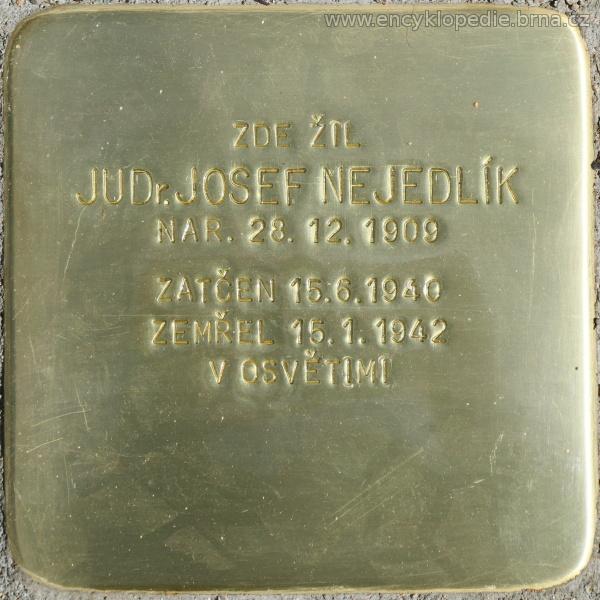 www.encyklopedie.brna.cz
ZDE ŽIL
JUDr. JOSEF NEJEDLÍK
NAR. 28. 12. 1909
ZATČEN 15.6.1940
ZEMŘEL 15.1.1942
V OSVĚTIMI